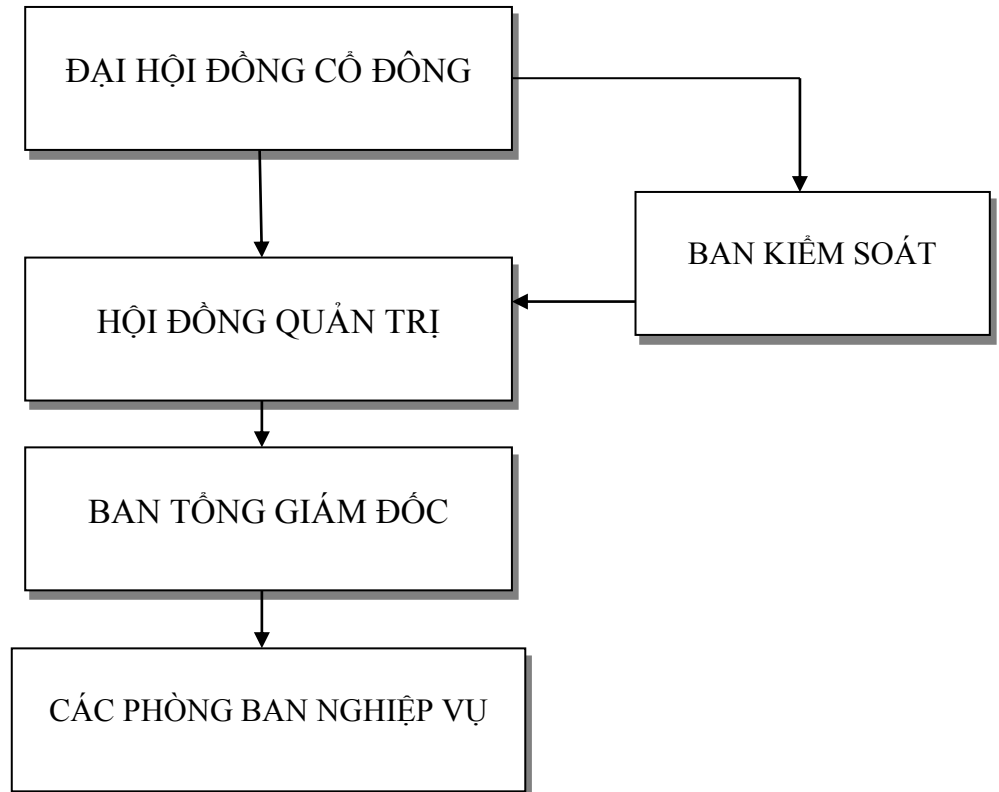 ĐẠI HỘI ĐỒNG CỔ ĐÔNG
BAN KIỂM SOÁT
HỘI ĐỒNG QUẢN TRỊ
BAN TỔNG GIÁM ĐỐC
CÁC PHÒNG BAN NGHIỆP VỤ